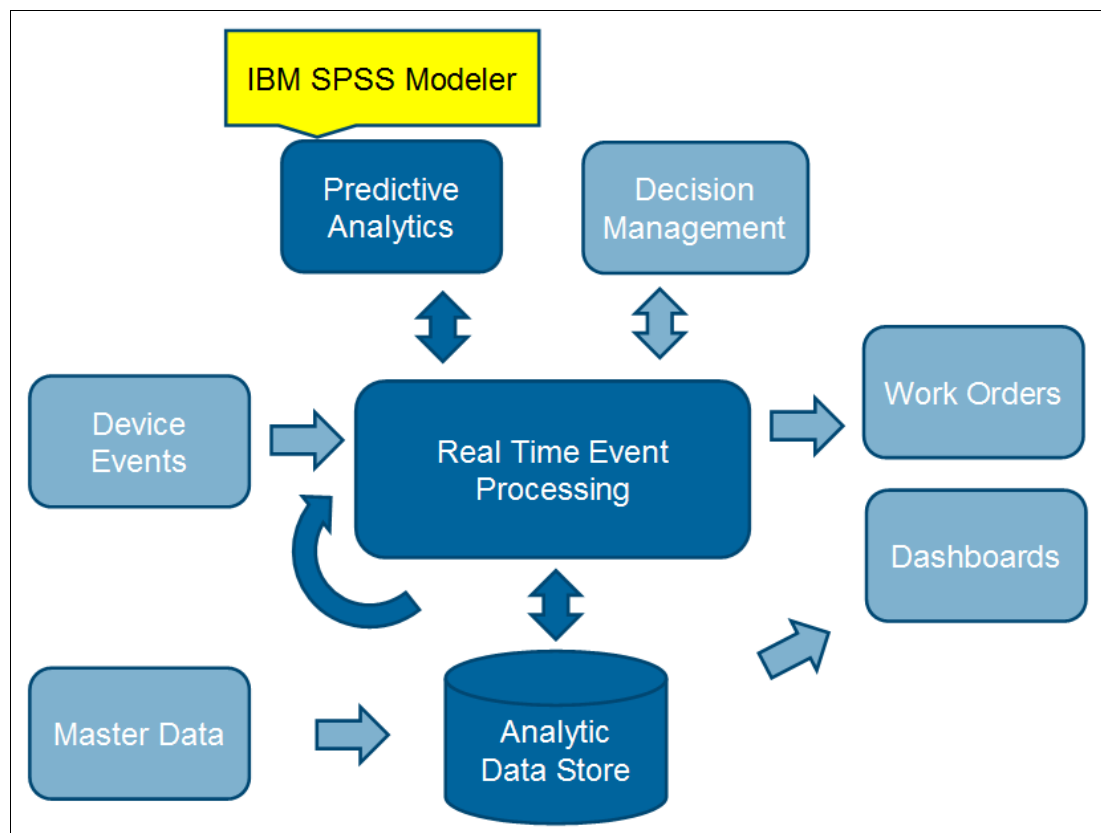 IBM SPSS Modeler
Predictive
Analytics
Decision
Management
Device
Events
Real Time Event
Processing
Work Orders
Dashboards
Master Data
Analytic
Data Store